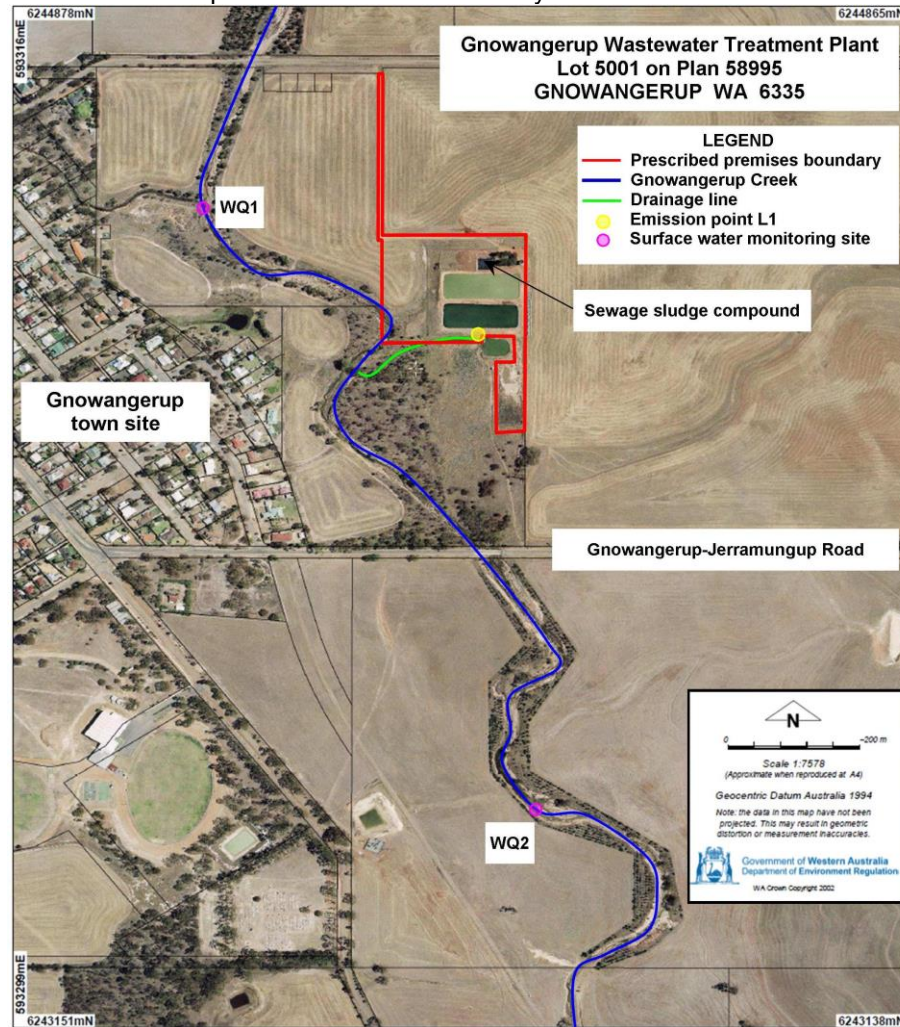 6244878mN
6244865mN
593316mE
Gnowangerup Wastewater Treatment Plant
Lot 5001 on Plan 58995
GNOWANGERUP WA 6335
LEGEND
Prescribed premises boundary
Gnowangerup Creek
Drainage line
Emission point L1
Surface water monitoring site
WQ1
Sewage sludge compound
Gnowangerup
town site
Gnowangerup-Jerramungup Road
N
0 ~200 m
Scale 1:7578
(Approximate when reproduced at A4)
Geocentric Datum Australia 1994
Note: the data in this map have not been
projected. This may result in geometric
distortion or measurement inaccuracies.
Government of Western Australia
Department of Environment Regulation
WA Crown Copyright 2002
WQ2
593299mE
6243151mN
6243138mN